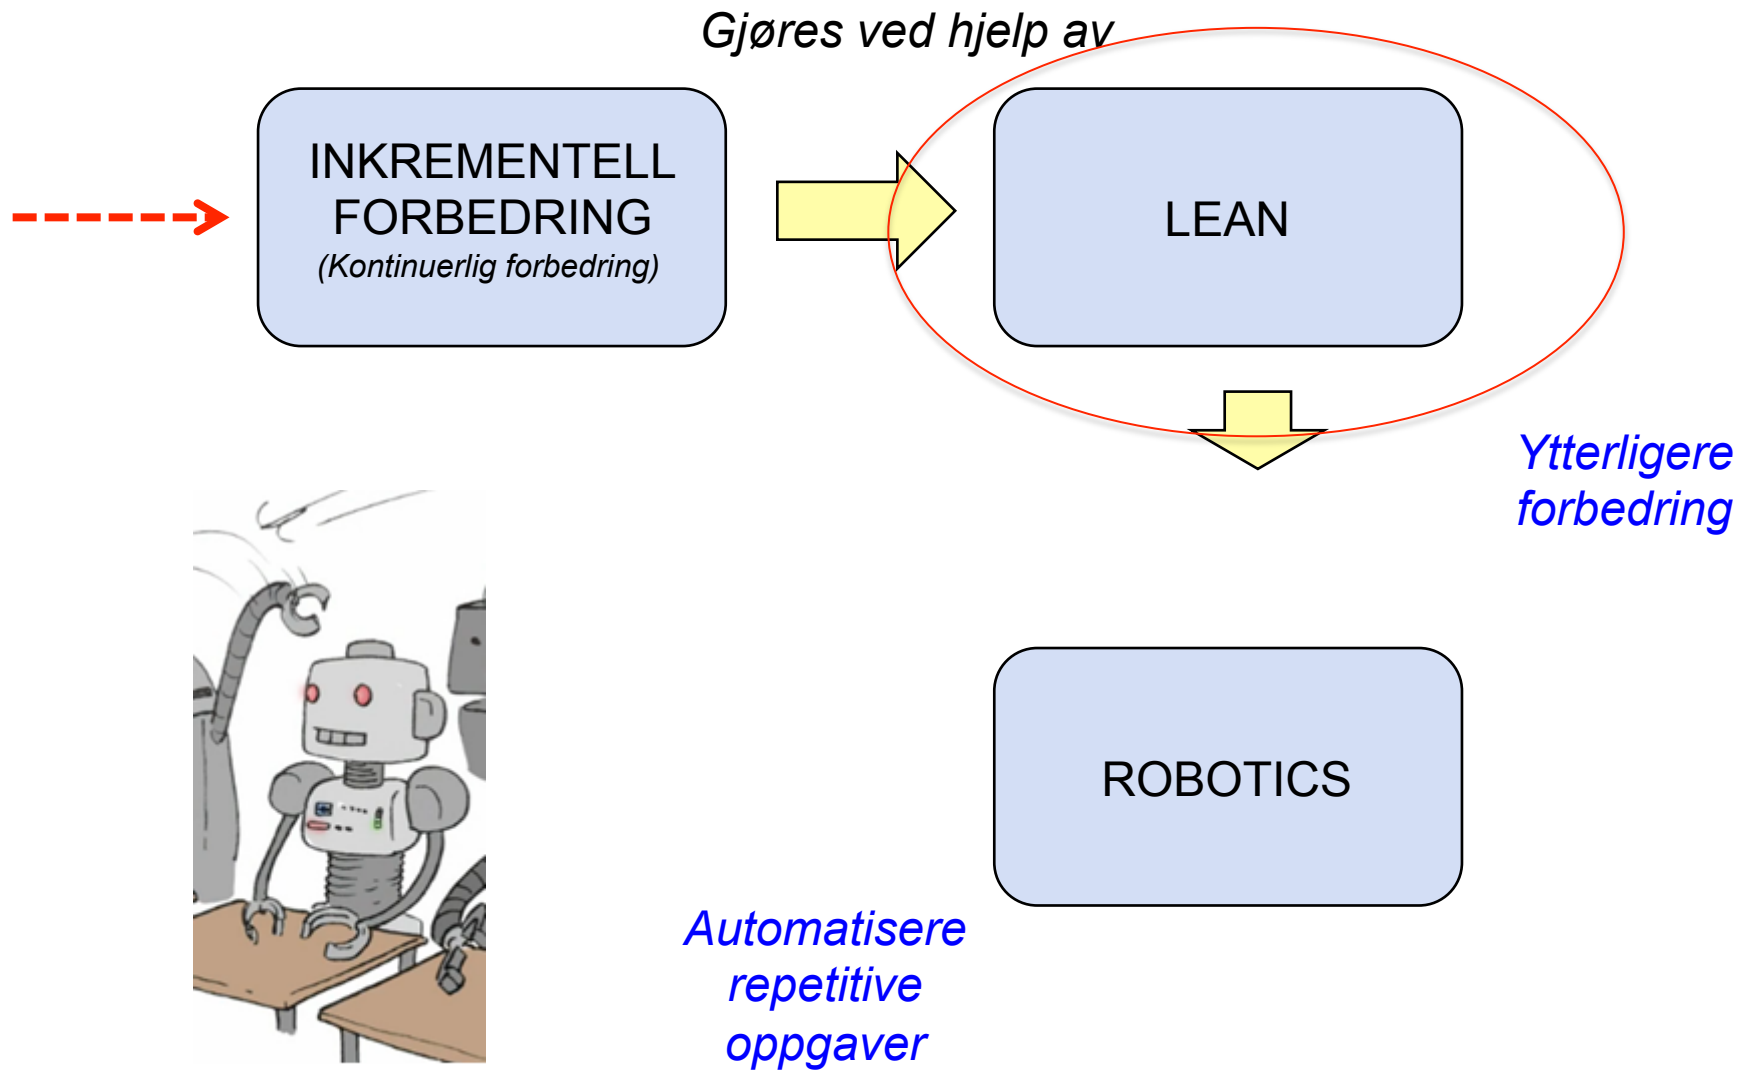 Gjøres ved hjelp av
INKREMENTELL
FORBEDRING
(Kontinuerlig forbedring)
LEAN
Ytterligere
forbedring
ROBOTICS
Automatisere
repetitive
oppgaver